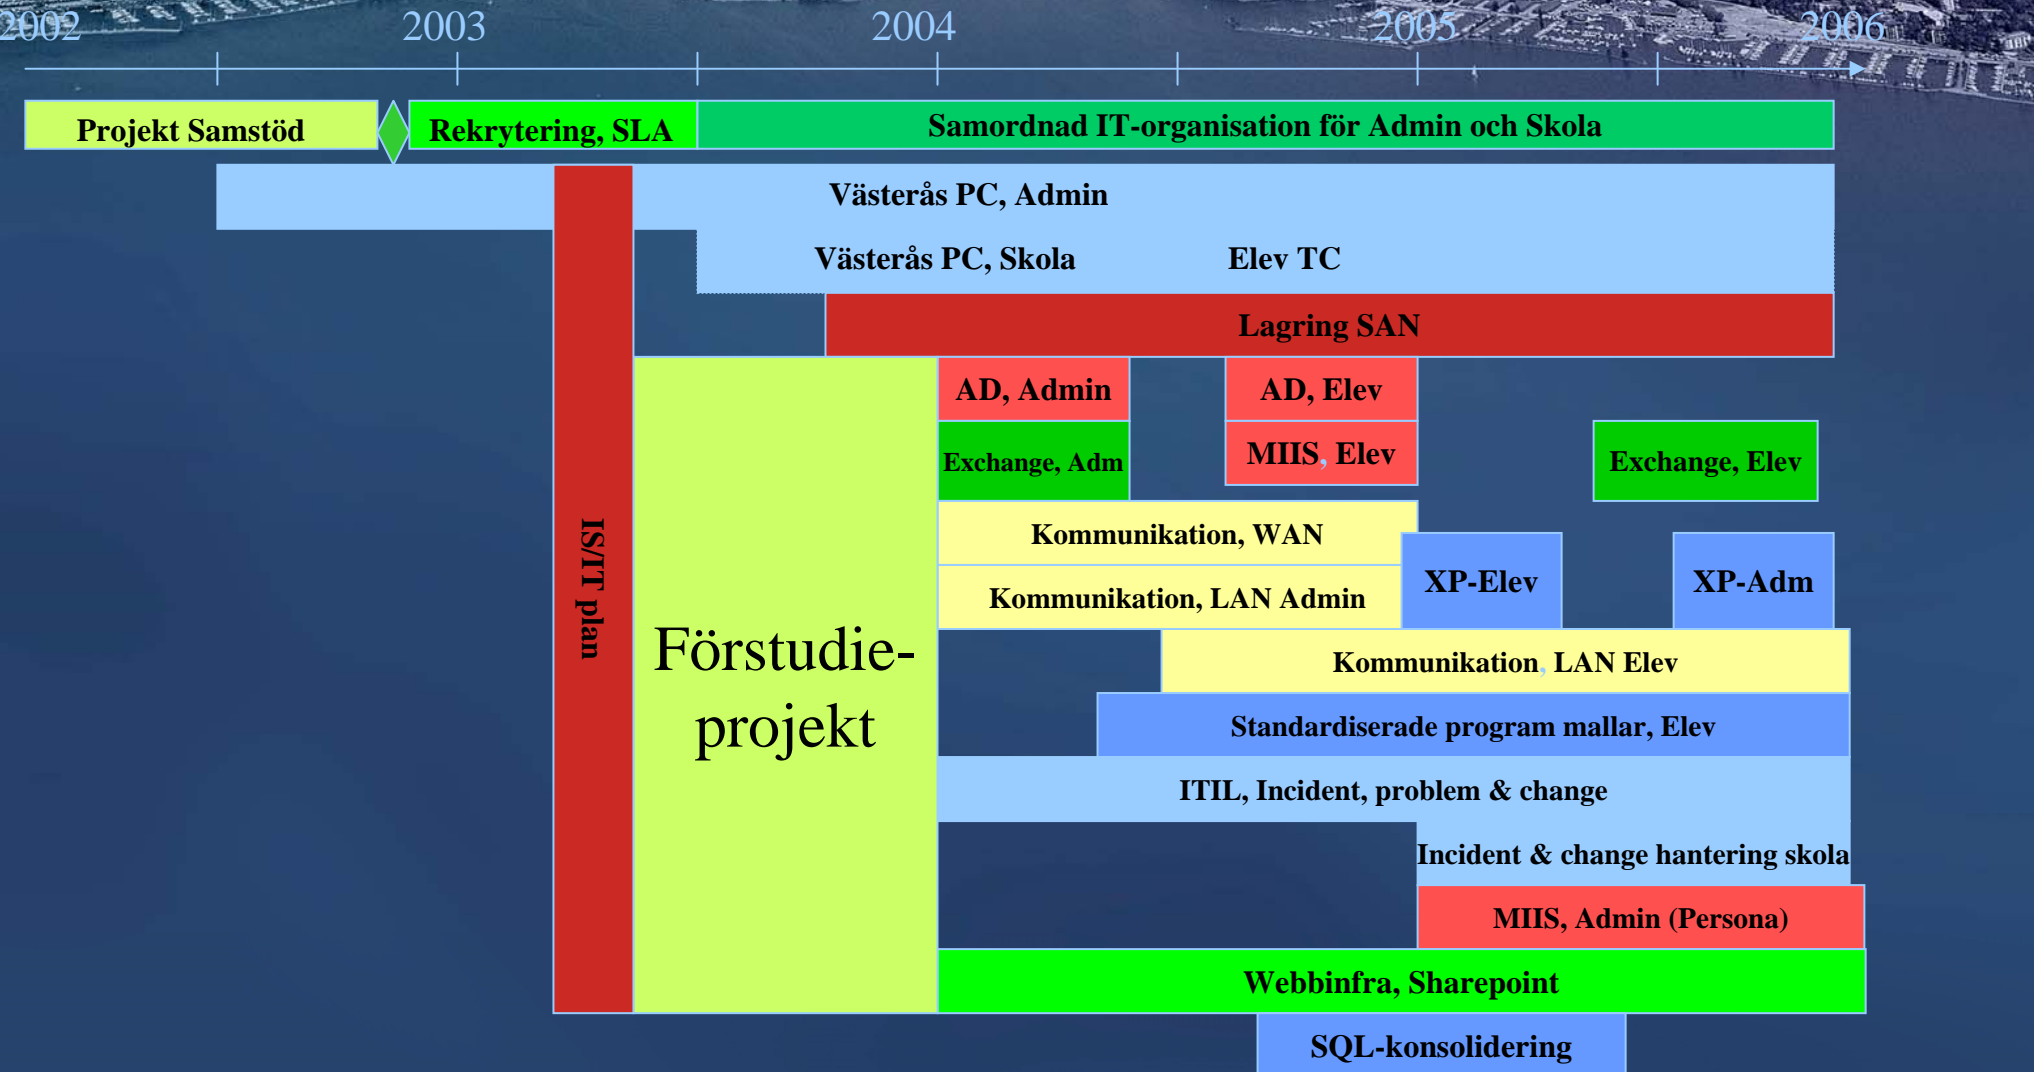 2002 2003 2004 2005 2006
Projekt Samstöd
Rekrytering, SLA
Samordnad IT-organisation för Admin och Skola
Västerås PC, Admin
Västerås PC, Skola
Elev TC
Lagring SAN
IS/IT plan
Förstudie-
projekt
AD, Admin
AD, Elev
Exchange, Adm
MIIS, Elev
Exchange, Elev
Kommunikation, WAN
Kommunikation, LAN Admin
XP-Elev
XP-Adm
Kommunikation, LAN Elev
Standardiserade program mallar, Elev
ITIL, Incident, problem & change
Incident & change hantering skola
MIIS, Admin (Persona)
Webbinfra, Sharepoint
SQL-konsolidering